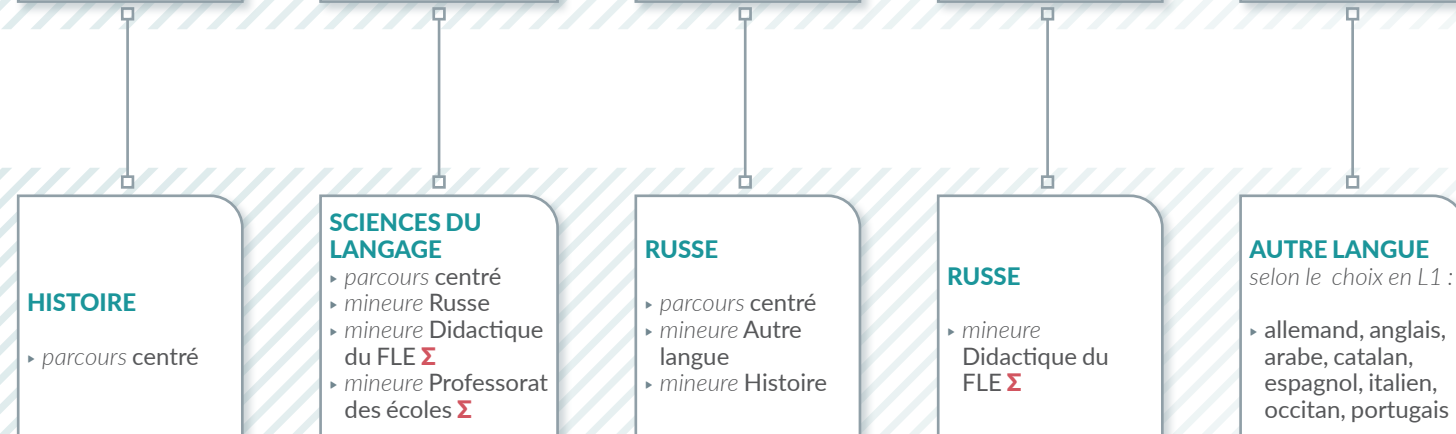 HISTOIRE
▸ parcours centré
SCIENCES DU
LANGAGE
▸ parcours centré
▸ mineure Russe
▸ mineure Didactique
du FLE Σ
▸ mineure Professorat
des écoles Σ
RUSSE
▸ parcours centré
▸ mineure Autre
langue
▸ mineure Histoire
RUSSE
▸ mineure
Didactique du
FLE Σ
AUTRE LANGUE
selon le choix en L1 :
▸ allemand, anglais,
arabe, catalan,
espagnol, italien,
occitan, portugais